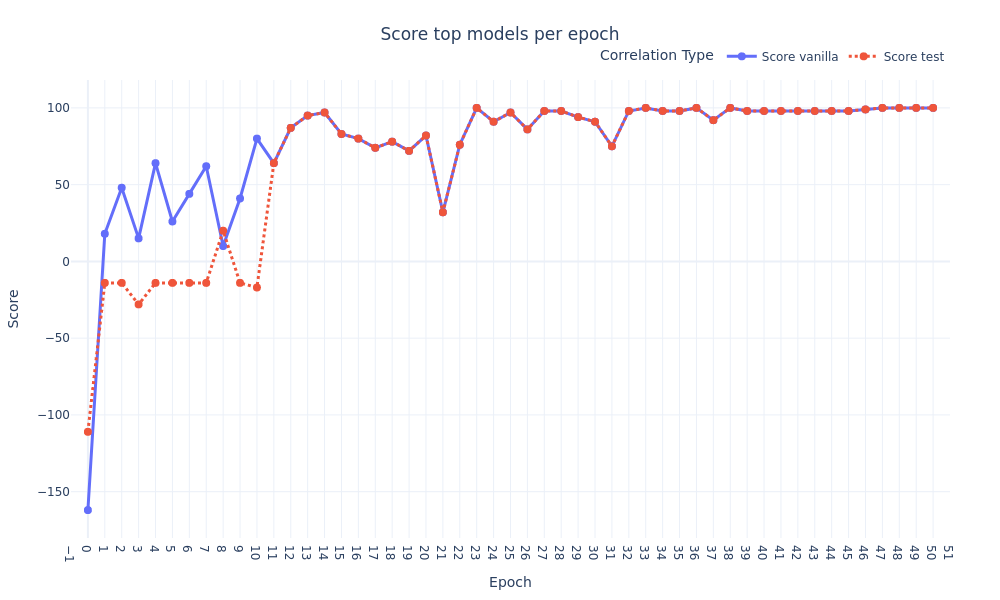 Score top models per epoch
Correlation Type Score vanilla Score test
100
50
0
−50
−100
−150
Score
−1 0 1 2 3 4 5 6 7 8 9 10 11 12 13 14 15 16 17 18 19 20 21 22 23 24 25 26 27 28 29 30 31 32 33 34 35 36 37 38 39 40 41 42 43 44 45 46 47 48 49 50 51
Epoch